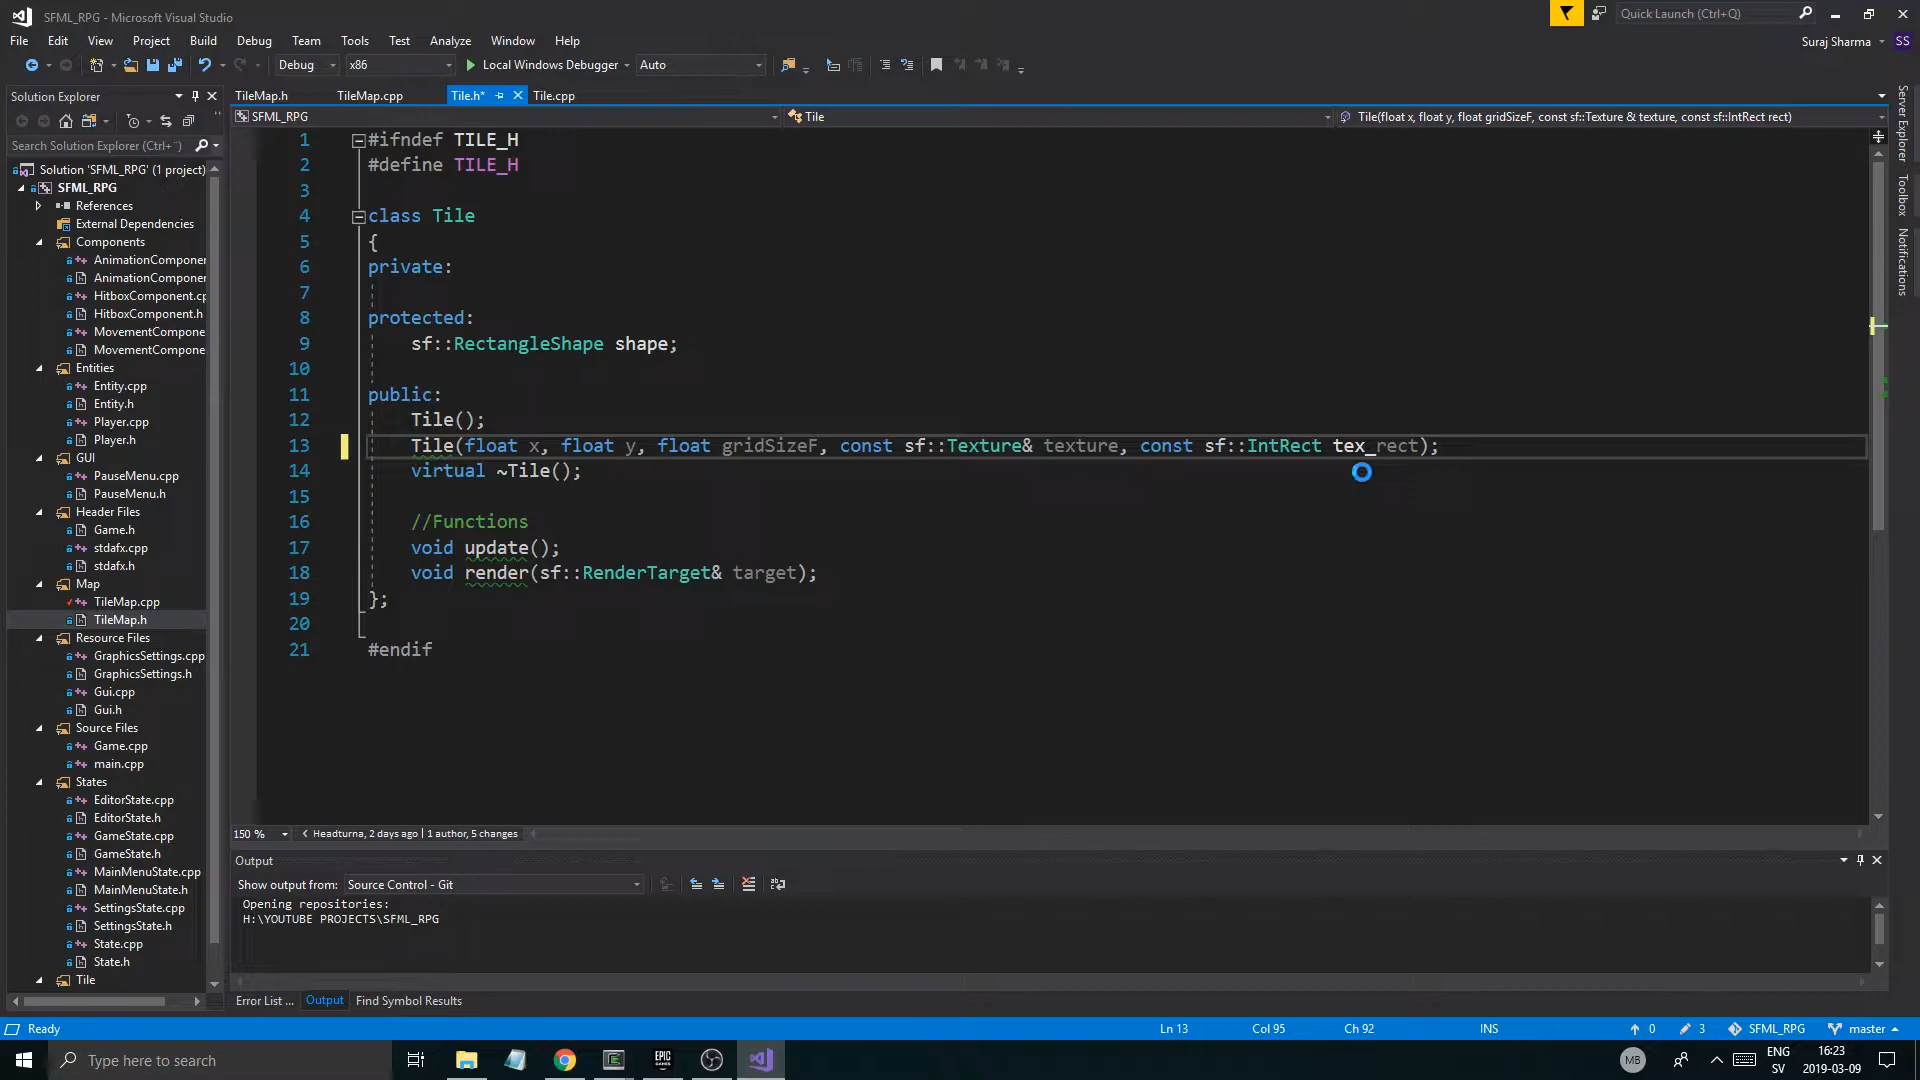 SFML_RPG - Microsoft Visual Studio
Quick Launch (Ctrl+Q)
File Edit View Project Build Debug Team Tools Test Analyze Window Help
Suraj Sharma SS
Debug x86 Local Windows Debugger Auto
Solution Explorer
TileMap.h TileMap.cpp Tile.h* Tile.cpp
SFML_RPG Tile Tile(float x, float y, float gridSizeF, const sf::Texture & texture, const sf::IntRect rect)
Search Solution Explorer (Ctrl+¨)
Solution 'SFML_RPG' (1 project)
SFML_RPG
References
External Dependencies
Components
AnimationComponen
AnimationComponen
HitboxComponent.cp
HitboxComponent.h
MovementCompone
MovementCompone
Entities
Entity.cpp
Entity.h
Player.cpp
Player.h
GUI
PauseMenu.cpp
PauseMenu.h
Header Files
Game.h
stdafx.cpp
stdafx.h
Map
TileMap.cpp
TileMap.h
Resource Files
GraphicsSettings.cpp
GraphicsSettings.h
Gui.cpp
Gui.h
Source Files
Game.cpp
main.cpp
States
EditorState.cpp
EditorState.h
GameState.cpp
GameState.h
MainMenuState.cpp
MainMenuState.h
SettingsState.cpp
SettingsState.h
State.cpp
State.h
Tile
1 #ifndef TILE_H
2 #define TILE_H
3
4 class Tile
5 {
6 private:
7
8 protected:
9 sf::RectangleShape shape;
10
11 public:
12 Tile();
13 Tile(float x, float y, float gridSizeF, const sf::Texture& texture, const sf::IntRect tex_rect);
14 virtual ~Tile();
15
16 //Functions
17 void update();
18 void render(sf::RenderTarget& target);
19 };
20
21 #endif
Server Explorer
Toolbox
Notifications
150 % Headturna, 2 days ago | 1 author, 5 changes
Output
Show output from: Source Control - Git
Opening repositories:
H:\YOUTUBE PROJECTS\SFML_RPG
Error List ... Output Find Symbol Results
Ready Ln 13 Col 95 Ch 92 INS 0 3 SFML_RPG master
Type here to search
EPIC GAMES
MB
ENG
SV
16:23
2019-03-09